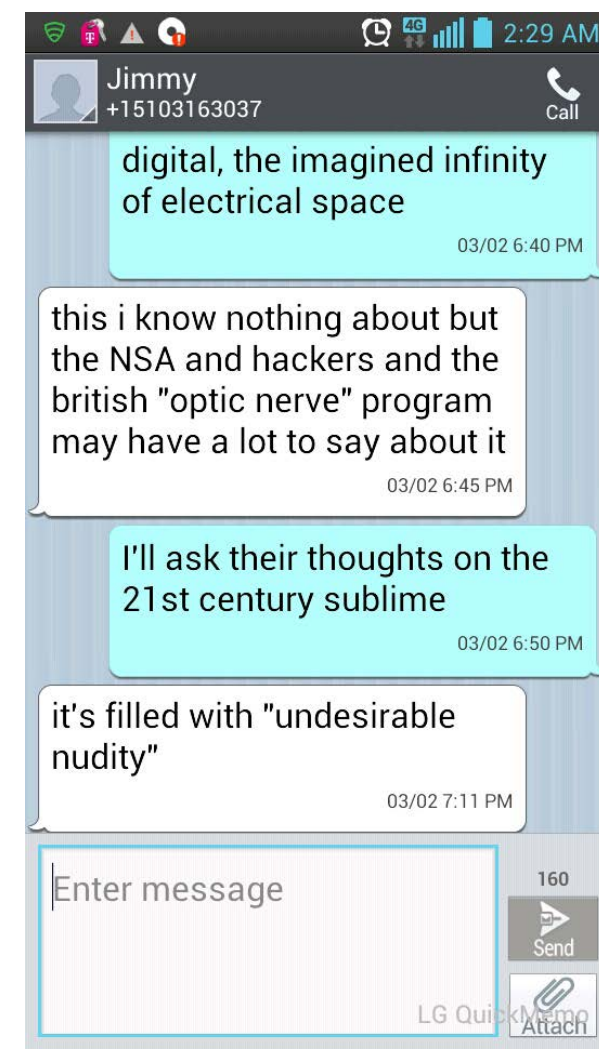 4G 2:29 AM
Jimmy
+15103163037
Call
digital, the imagined infinity
of electrical space
03/02 6:40 PM
this i know nothing about but
the NSA and hackers and the
british "optic nerve" program
may have a lot to say about it
03/02 6:45 PM
I'll ask their thoughts on the
21st century sublime
03/02 6:50 PM
it's filled with "undesirable
nudity"
03/02 7:11 PM
Enter message
160
Send
LG QuickMemo
Attach